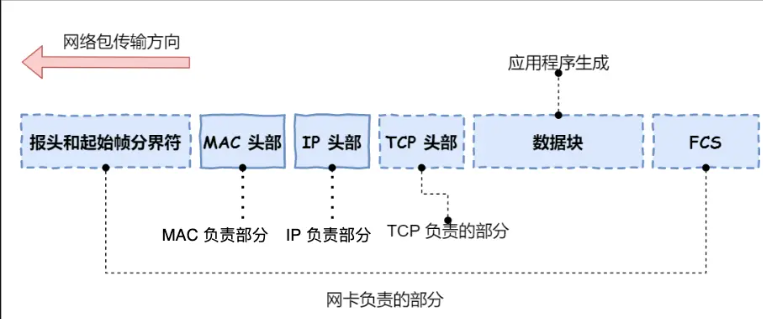 网络包传输方向
应用程序生成
报头和起始帧分界符
MAC 头部
IP 头部
TCP 头部
数据块
FCS
MAC 负责部分
IP 负责部分
TCP 负责的部分
网卡负责的部分